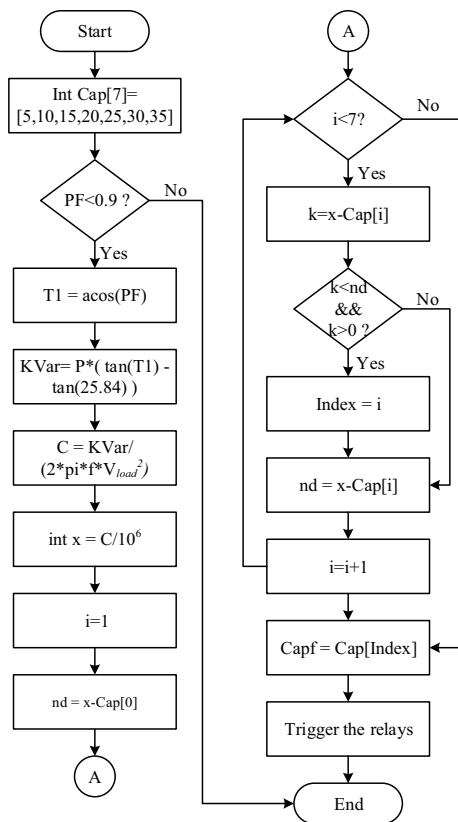 Start
Int Cap[7]=
[5,10,15,20,25,30,35]
PF<0.9 ?
No
Yes
T1 = acos(PF)
KVar= P*( tan(T1) -
tan(25.84) )
C = KVar/
(2*pi*f*Vload²)
int x = C/10⁶
i=1
nd = x-Cap[0]
A
A
i<7?
No
Yes
k=x-Cap[i]
k<nd
&&
k>0 ?
No
Yes
Index = i
nd = x-Cap[i]
i=i+1
Capf = Cap[Index]
Trigger the relays
End